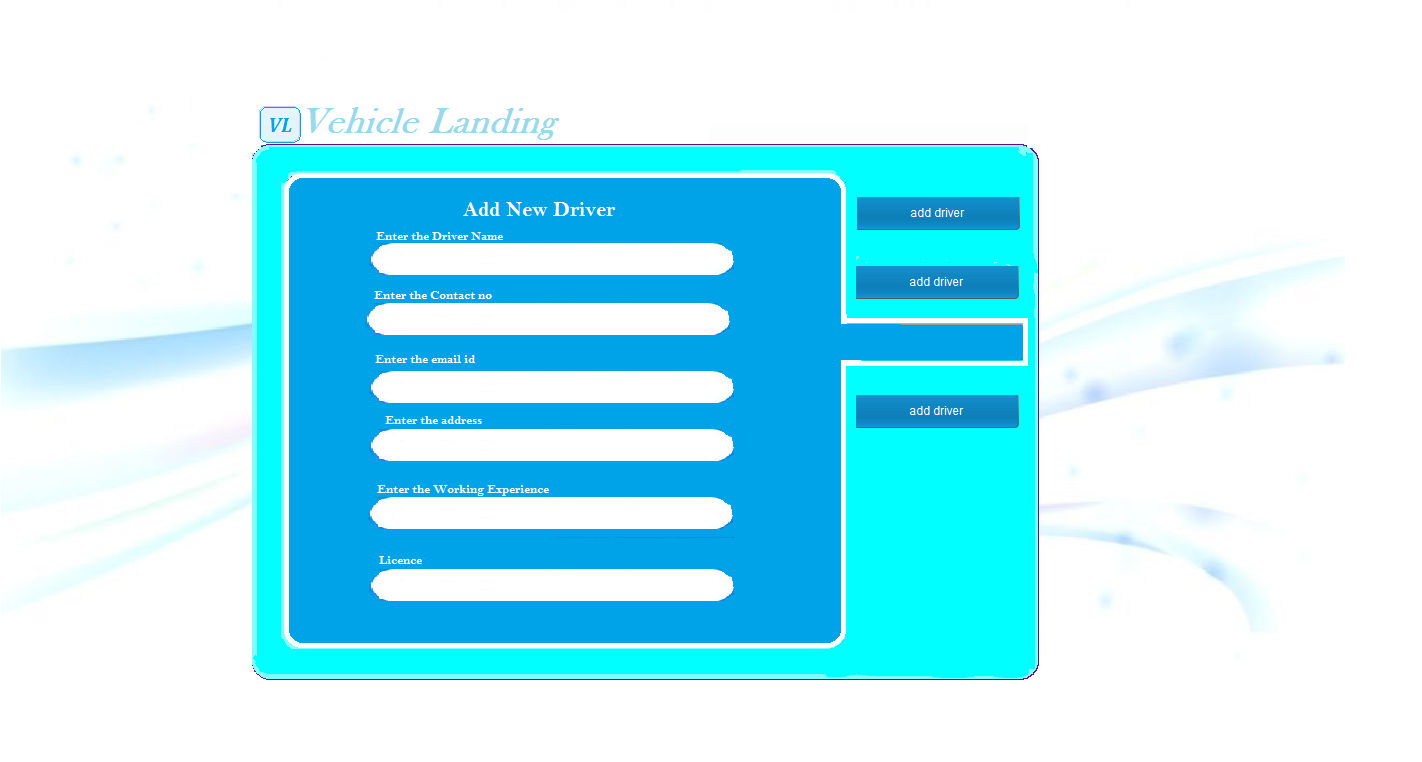 VL Vehicle Landing
Add New Driver
Enter the Driver Name
Enter the Contact no
Enter the email id
Enter the address
Enter the Working Experience
Licence
add driver
add driver
add driver